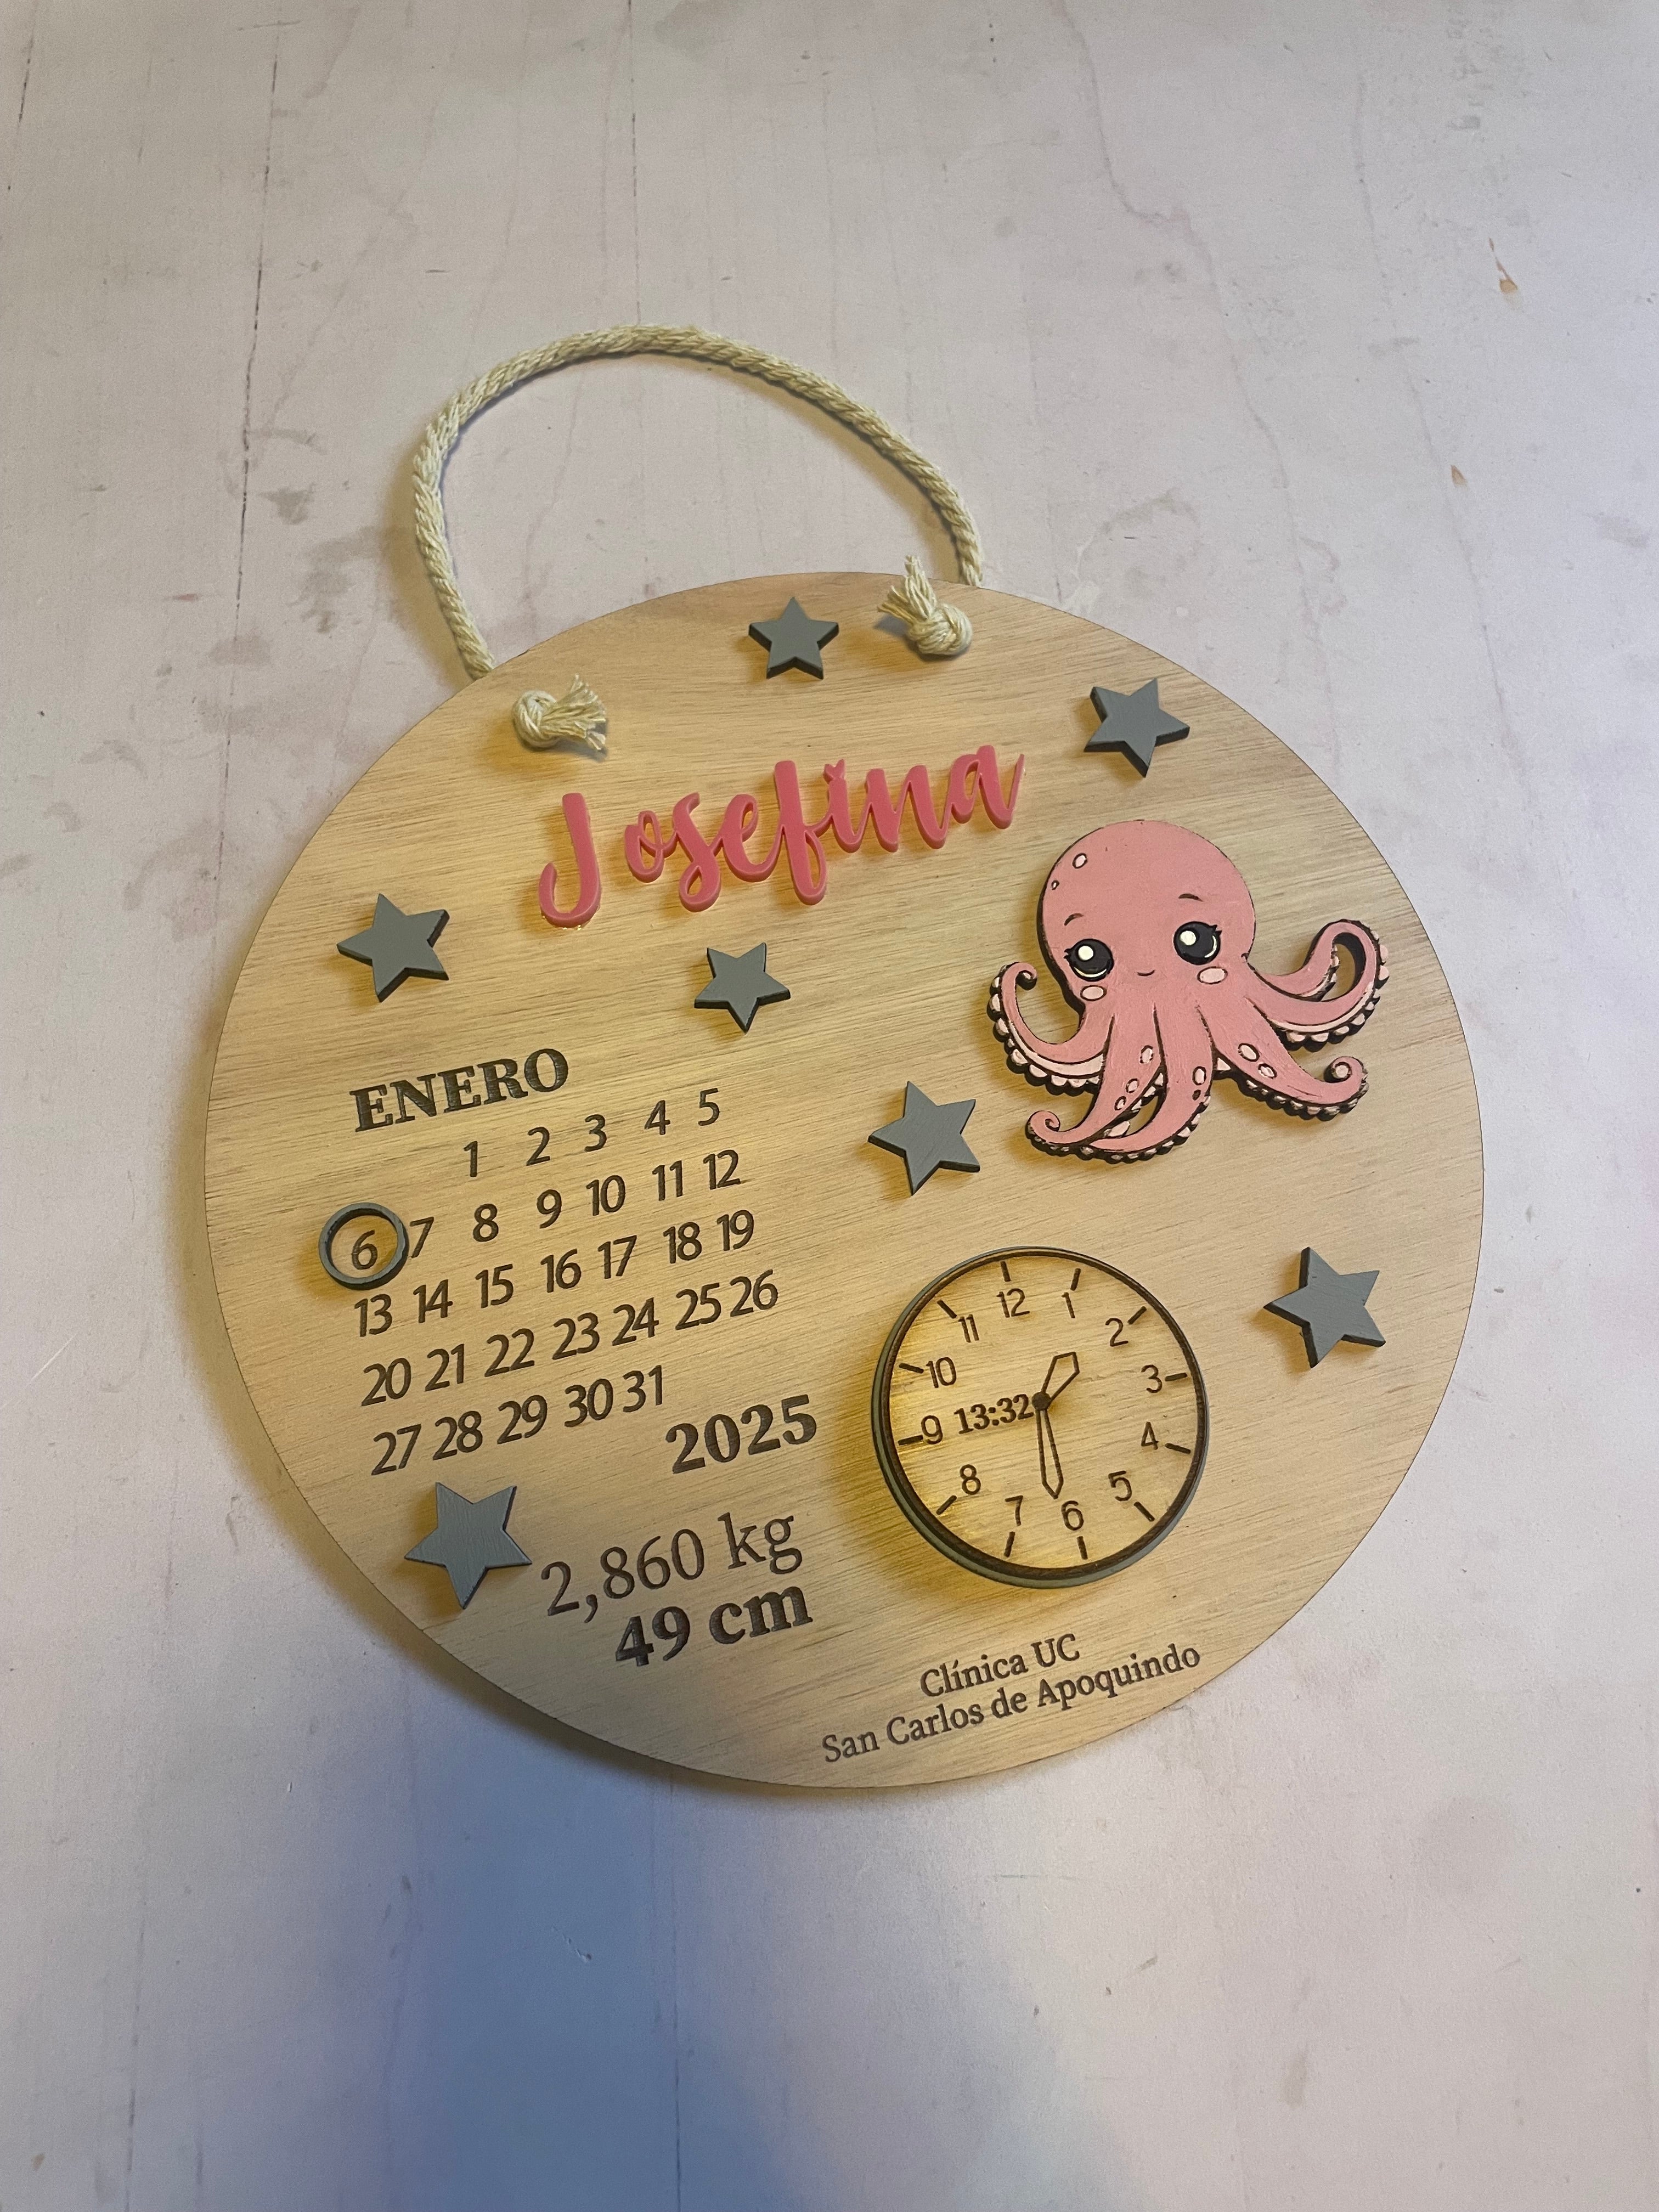 Josefina
ENERO
1 2 3 4 5
6 7 8 9 10 11 12
13 14 15 16 17 18 19
20 21 22 23 24 25 26
27 28 29 30 31
2025
2,860 kg
49 cm
12 1 2 3 4 5 6 7 8 9 10 11
13:32
Clínica UC
San Carlos de Apoquindo